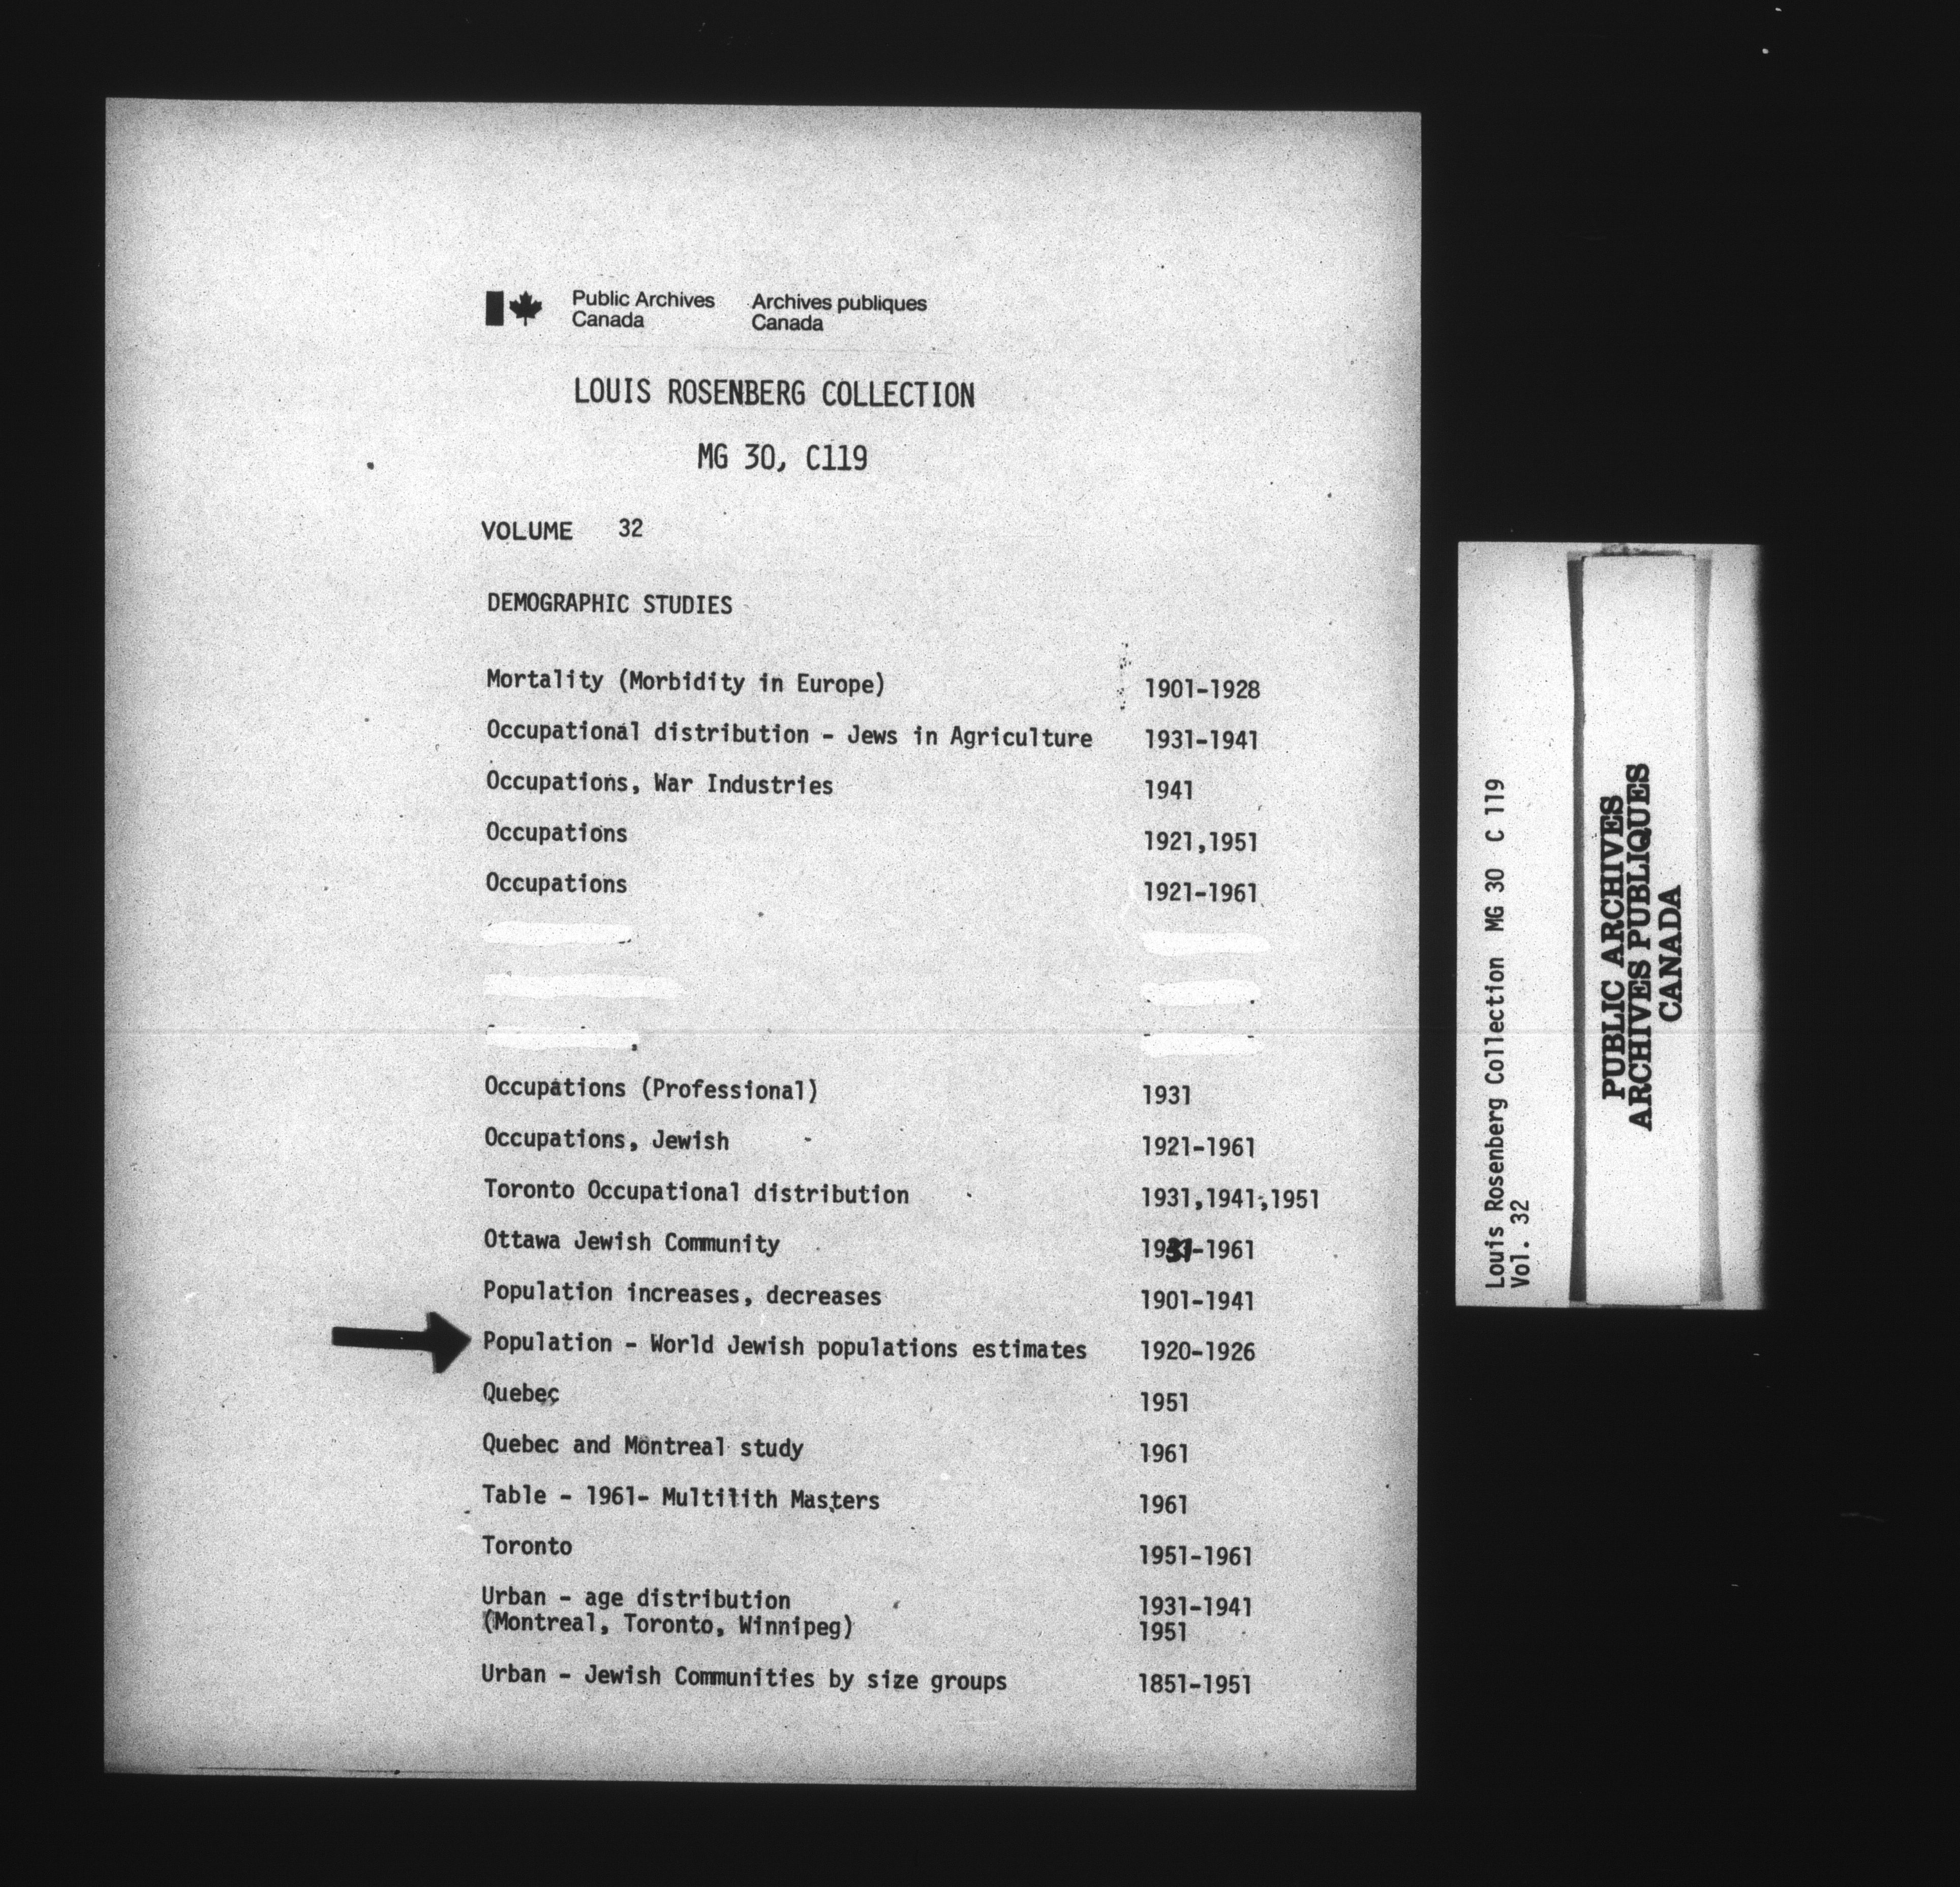 Public Archives Canada
Archives publiques Canada
LOUIS ROSENBERG COLLECTION
MG 30, C119
VOLUME 32
DEMOGRAPHIC STUDIES
Mortality (Morbidity in Europe) 1901-1928
Occupational distribution - Jews in Agriculture 1931-1941
Occupations, War Industries 1941
Occupations 1921,1951
Occupations 1921-1961
Occupations (Professional) 1931
Occupations, Jewish 1921-1961
Toronto Occupational distribution 1931,1941,1951
Ottawa Jewish Community 1931-1961
Population increases, decreases 1901-1941
Population - World Jewish populations estimates 1920-1926
Quebec 1951
Quebec and Montreal study 1961
Table - 1961- Multilith Masters 1961
Toronto 1951-1961
Urban - age distribution 1931-1941
(Montreal, Toronto, Winnipeg) 1951
Urban - Jewish Communities by size groups 1851-1951
Louis Rosenberg Collection MG 30 C 119
Vol. 32
PUBLIC ARCHIVES
ARCHIVES PUBLIQUES
CANADA